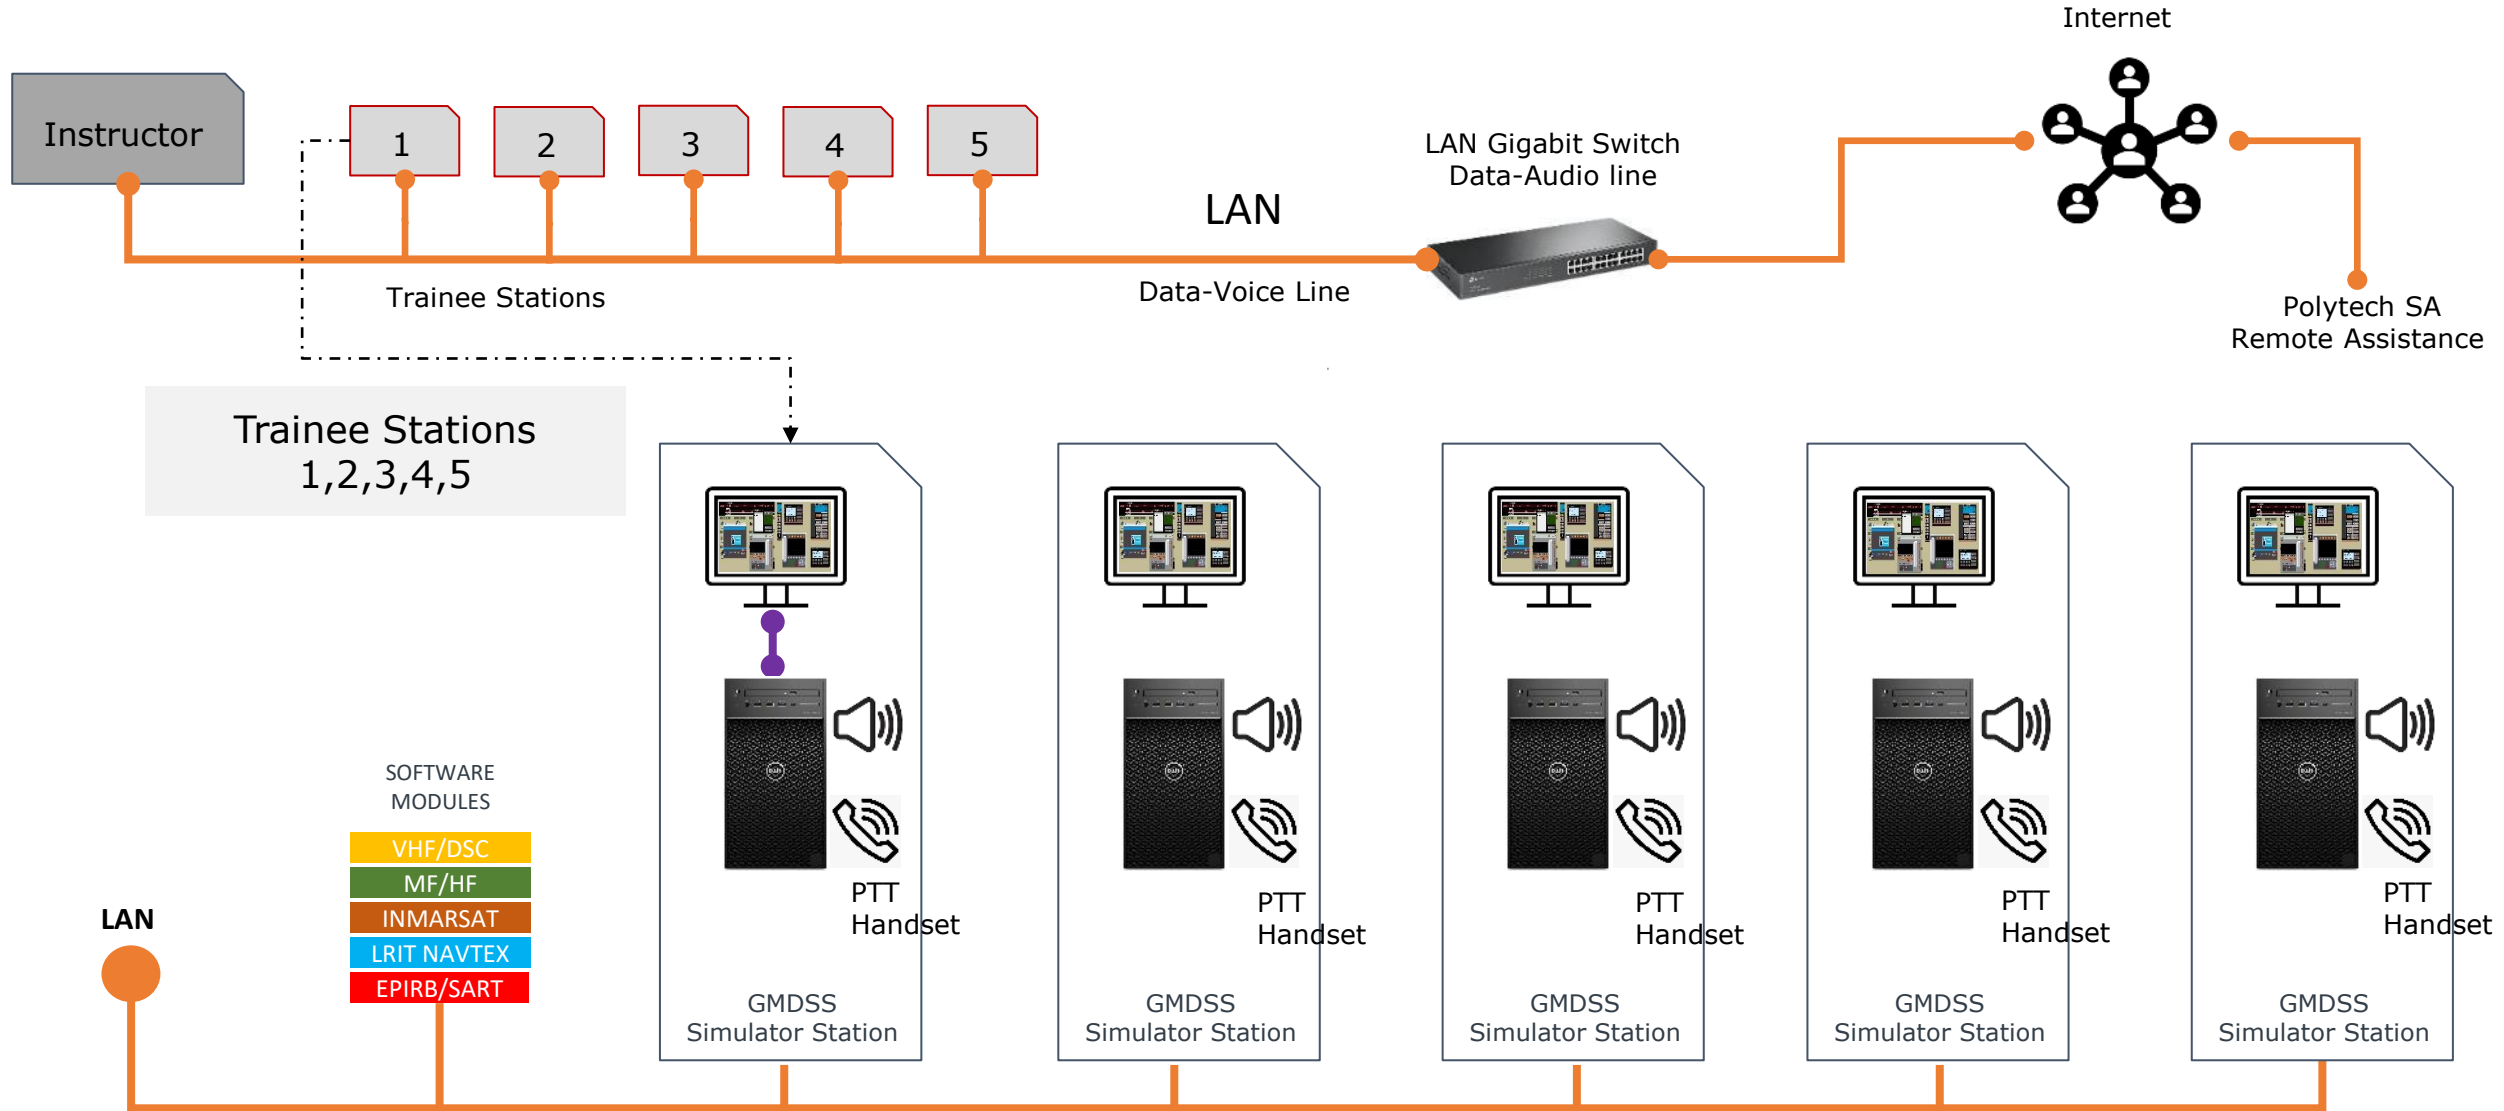 Internet
Instructor
1
2
3
4
5
LAN Gigabit Switch
Data-Audio line
LAN
Trainee Stations
Data-Voice Line
Polytech SA
Remote Assistance
Trainee Stations
1,2,3,4,5
SOFTWARE
MODULES
VHF/DSC
MF/HF
INMARSAT
LRIT NAVTEX
EPIRB/SART
LAN
PTT
Handset
GMDSS
Simulator Station
PTT
Handset
GMDSS
Simulator Station
PTT
Handset
GMDSS
Simulator Station
PTT
Handset
GMDSS
Simulator Station
PTT
Handset
GMDSS
Simulator Station